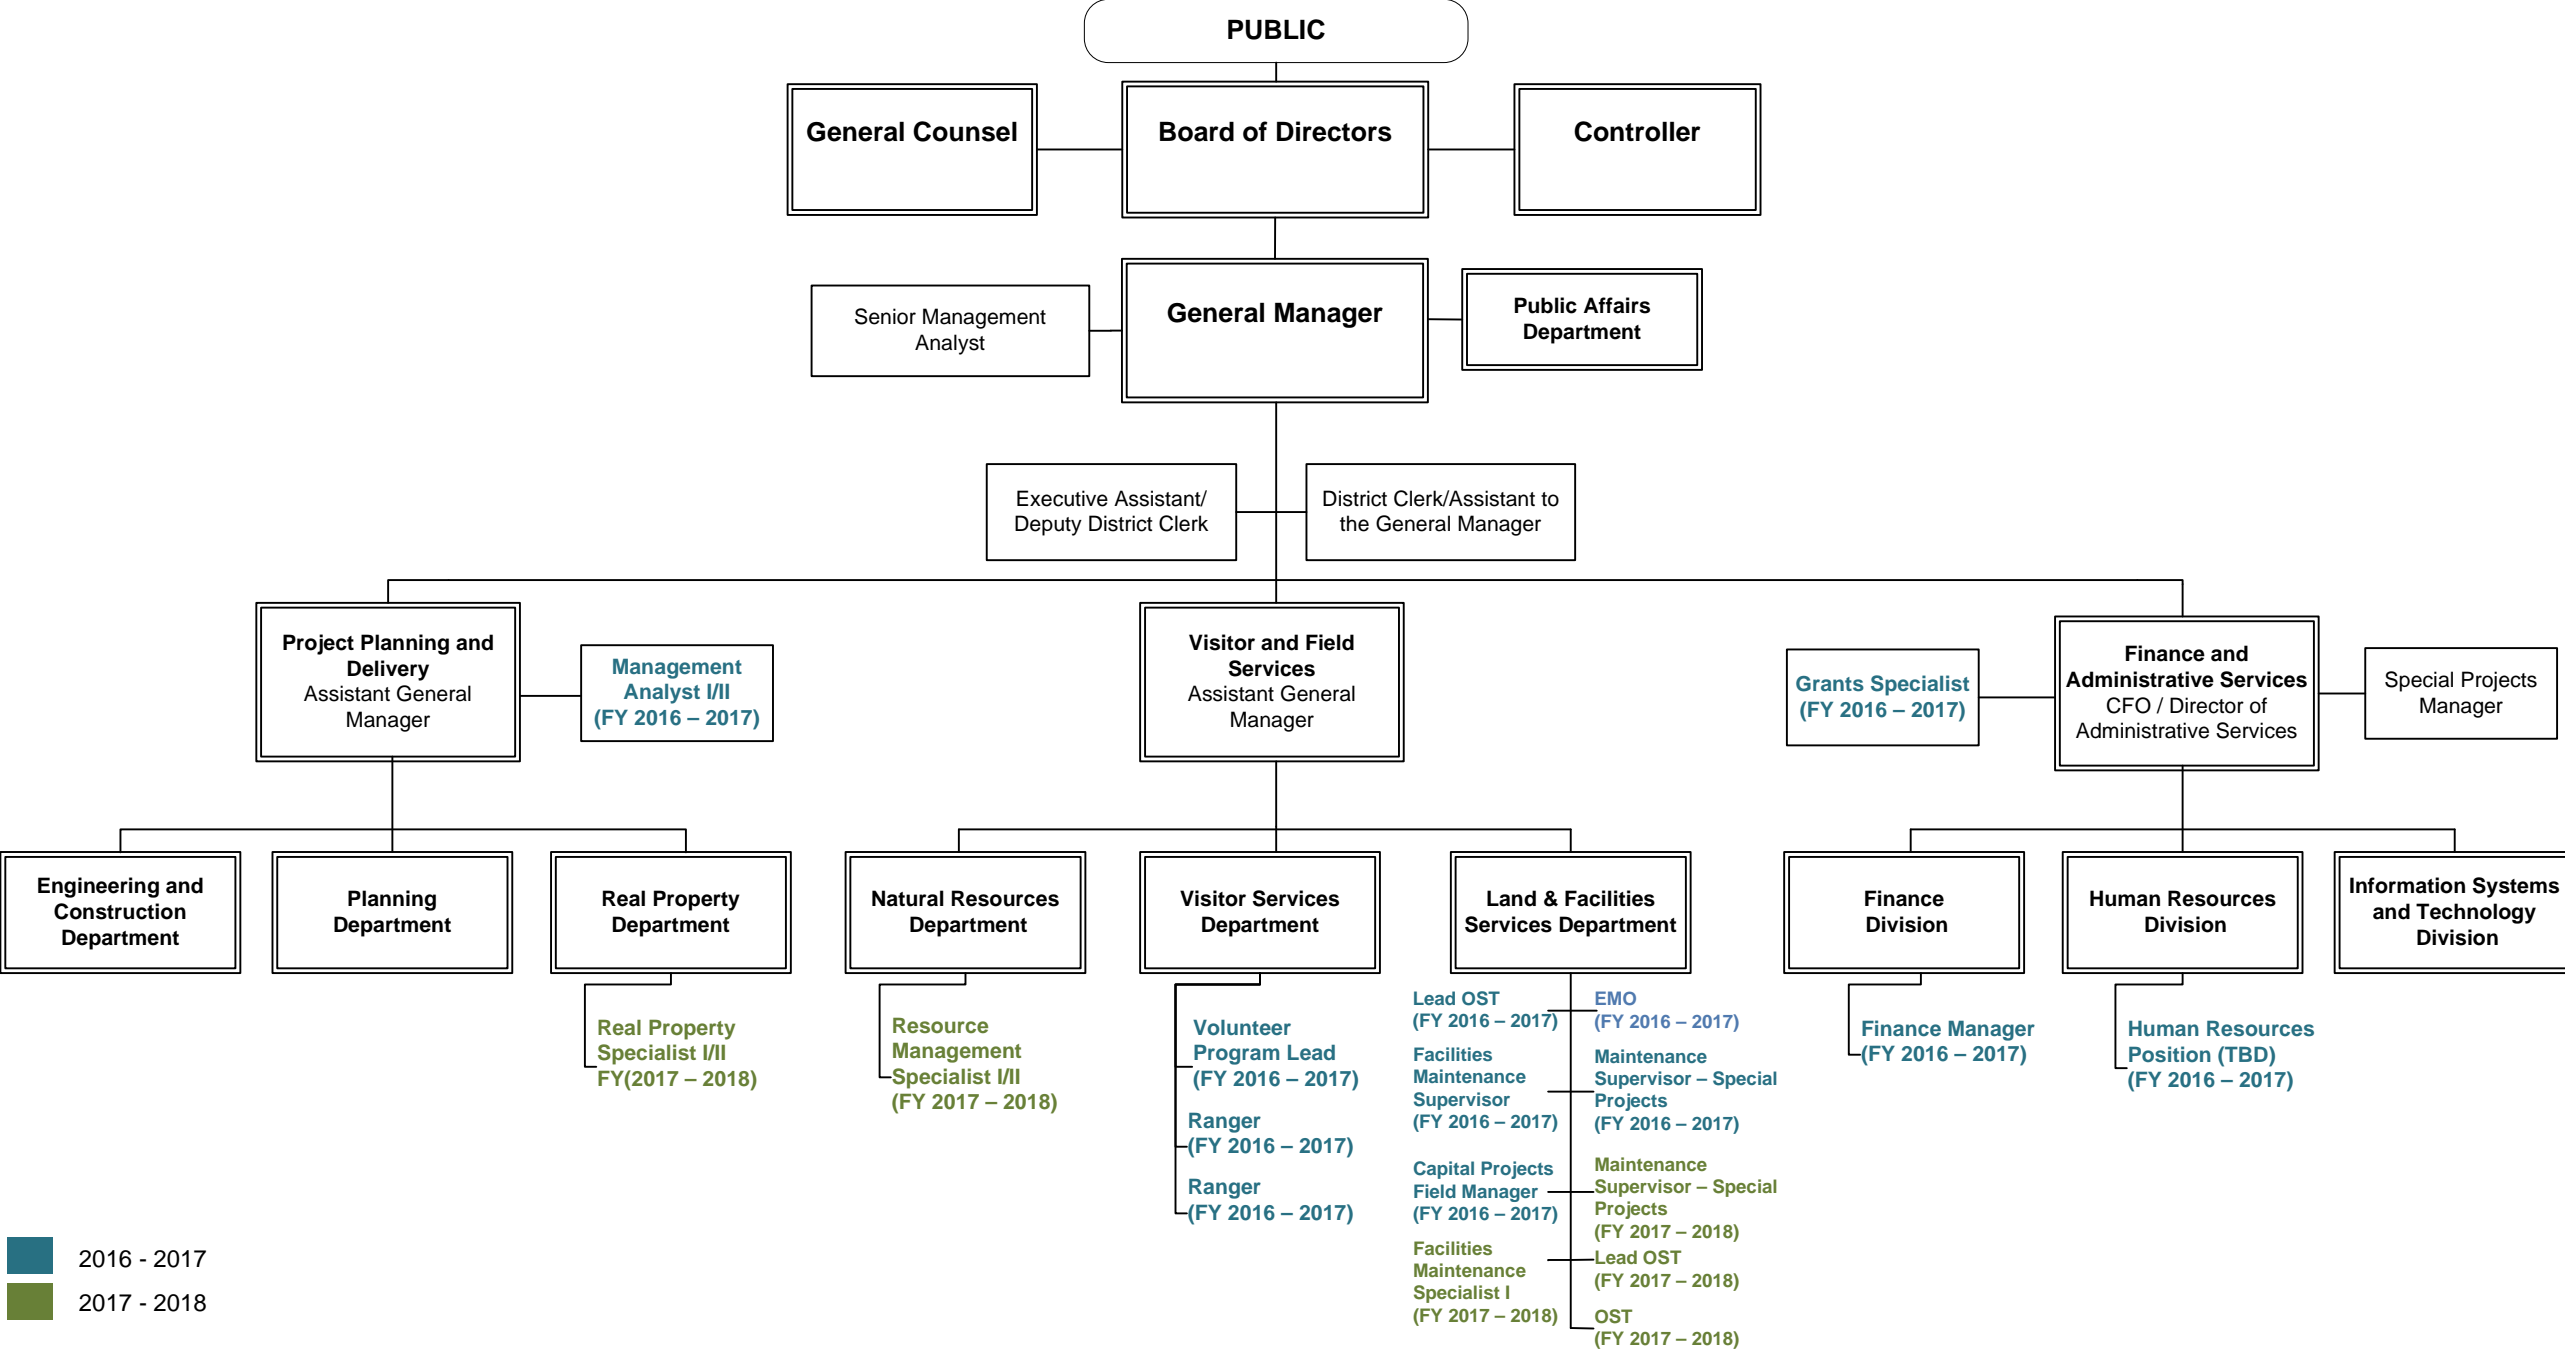 PUBLIC
General Counsel
Board of Directors
Controller
Senior Management
Analyst
General Manager
Public Affairs
Department
Executive Assistant/
Deputy District Clerk
District Clerk/Assistant to
the General Manager
Project Planning and
Delivery
Assistant General
Manager
Management
Analyst I/II
(FY 2016 – 2017)
Visitor and Field
Services
Assistant General
Manager
Grants Specialist
(FY 2016 – 2017)
Finance and
Administrative Services
CFO / Director of
Administrative Services
Special Projects
Manager
Engineering and
Construction
Department
Planning
Department
Real Property
Department
Natural Resources
Department
Visitor Services
Department
Land & Facilities
Services Department
Finance
Division
Human Resources
Division
Information Systems
and Technology
Division
Real Property
Specialist I/II
FY(2017 – 2018)
Resource
Management
Specialist I/II
(FY 2017 – 2018)
Volunteer
Program Lead
(FY 2016 – 2017)
Ranger
(FY 2016 – 2017)
Ranger
(FY 2016 – 2017)
Lead OST
(FY 2016 – 2017)
Facilities
Maintenance
Supervisor
(FY 2016 – 2017)
Capital Projects
Field Manager
(FY 2016 – 2017)
Facilities
Maintenance
Specialist I
(FY 2017 – 2018)
EMO
(FY 2016 – 2017)
Maintenance
Supervisor – Special
Projects
(FY 2016 – 2017)
Maintenance
Supervisor – Special
Projects
(FY 2017 – 2018)
Lead OST
(FY 2017 – 2018)
OST
(FY 2017 – 2018)
Finance Manager
(FY 2016 – 2017)
Human Resources
Position (TBD)
(FY 2016 – 2017)
2016 - 2017
2017 - 2018